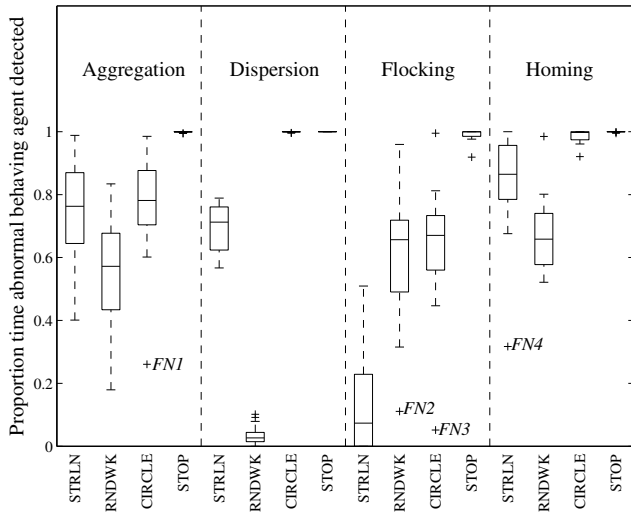 Aggregation Dispersion Flocking Homing
Proportion time abnormal behaving agent detected
1
0.8
0.6
0.4
0.2
0
FN1
FN2
FN3
FN4
STRLN RNDWK CIRCLE STOP STRLN RNDWK CIRCLE STOP STRLN RNDWK CIRCLE STOP STRLN RNDWK CIRCLE STOP